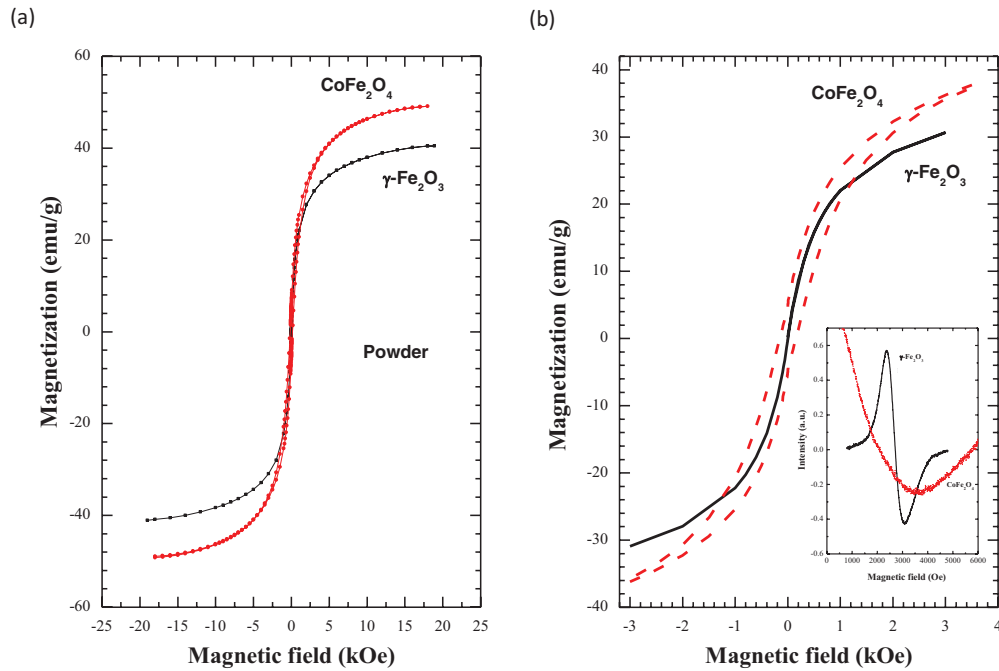 (a)
60
40
20
0
-20
-40
-60
Magnetization (emu/g)
CoFe₂O₄
γ-Fe₂O₃
Powder
-25 -20 -15 -10 -5 0 5 10 15 20 25
Magnetic field (kOe)
(b)
40
30
20
10
0
-10
-20
-30
-40
Magnetization (emu/g)
CoFe₂O₄
γ-Fe₂O₃
-3 -2 -1 0 1 2 3 4
Magnetic field (kOe)
0.6
0.4
0.2
0.0
-0.2
-0.4
-0.6
Intensity (a.u.)
γ-Fe₂O₃
CoFe₂O₄
0 1000 2000 3000 4000 5000 6000
Magnetic field (Oe)